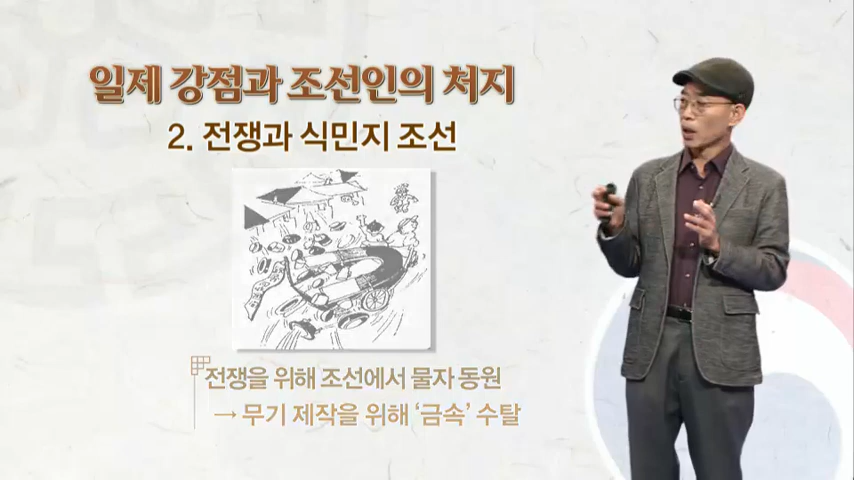 일제 강점과 조선인의 처지
2. 전쟁과 식민지 조선
전쟁을 위해 조선에서 물자 동원
→ 무기 제작을 위해 ‘금속’ 수탈